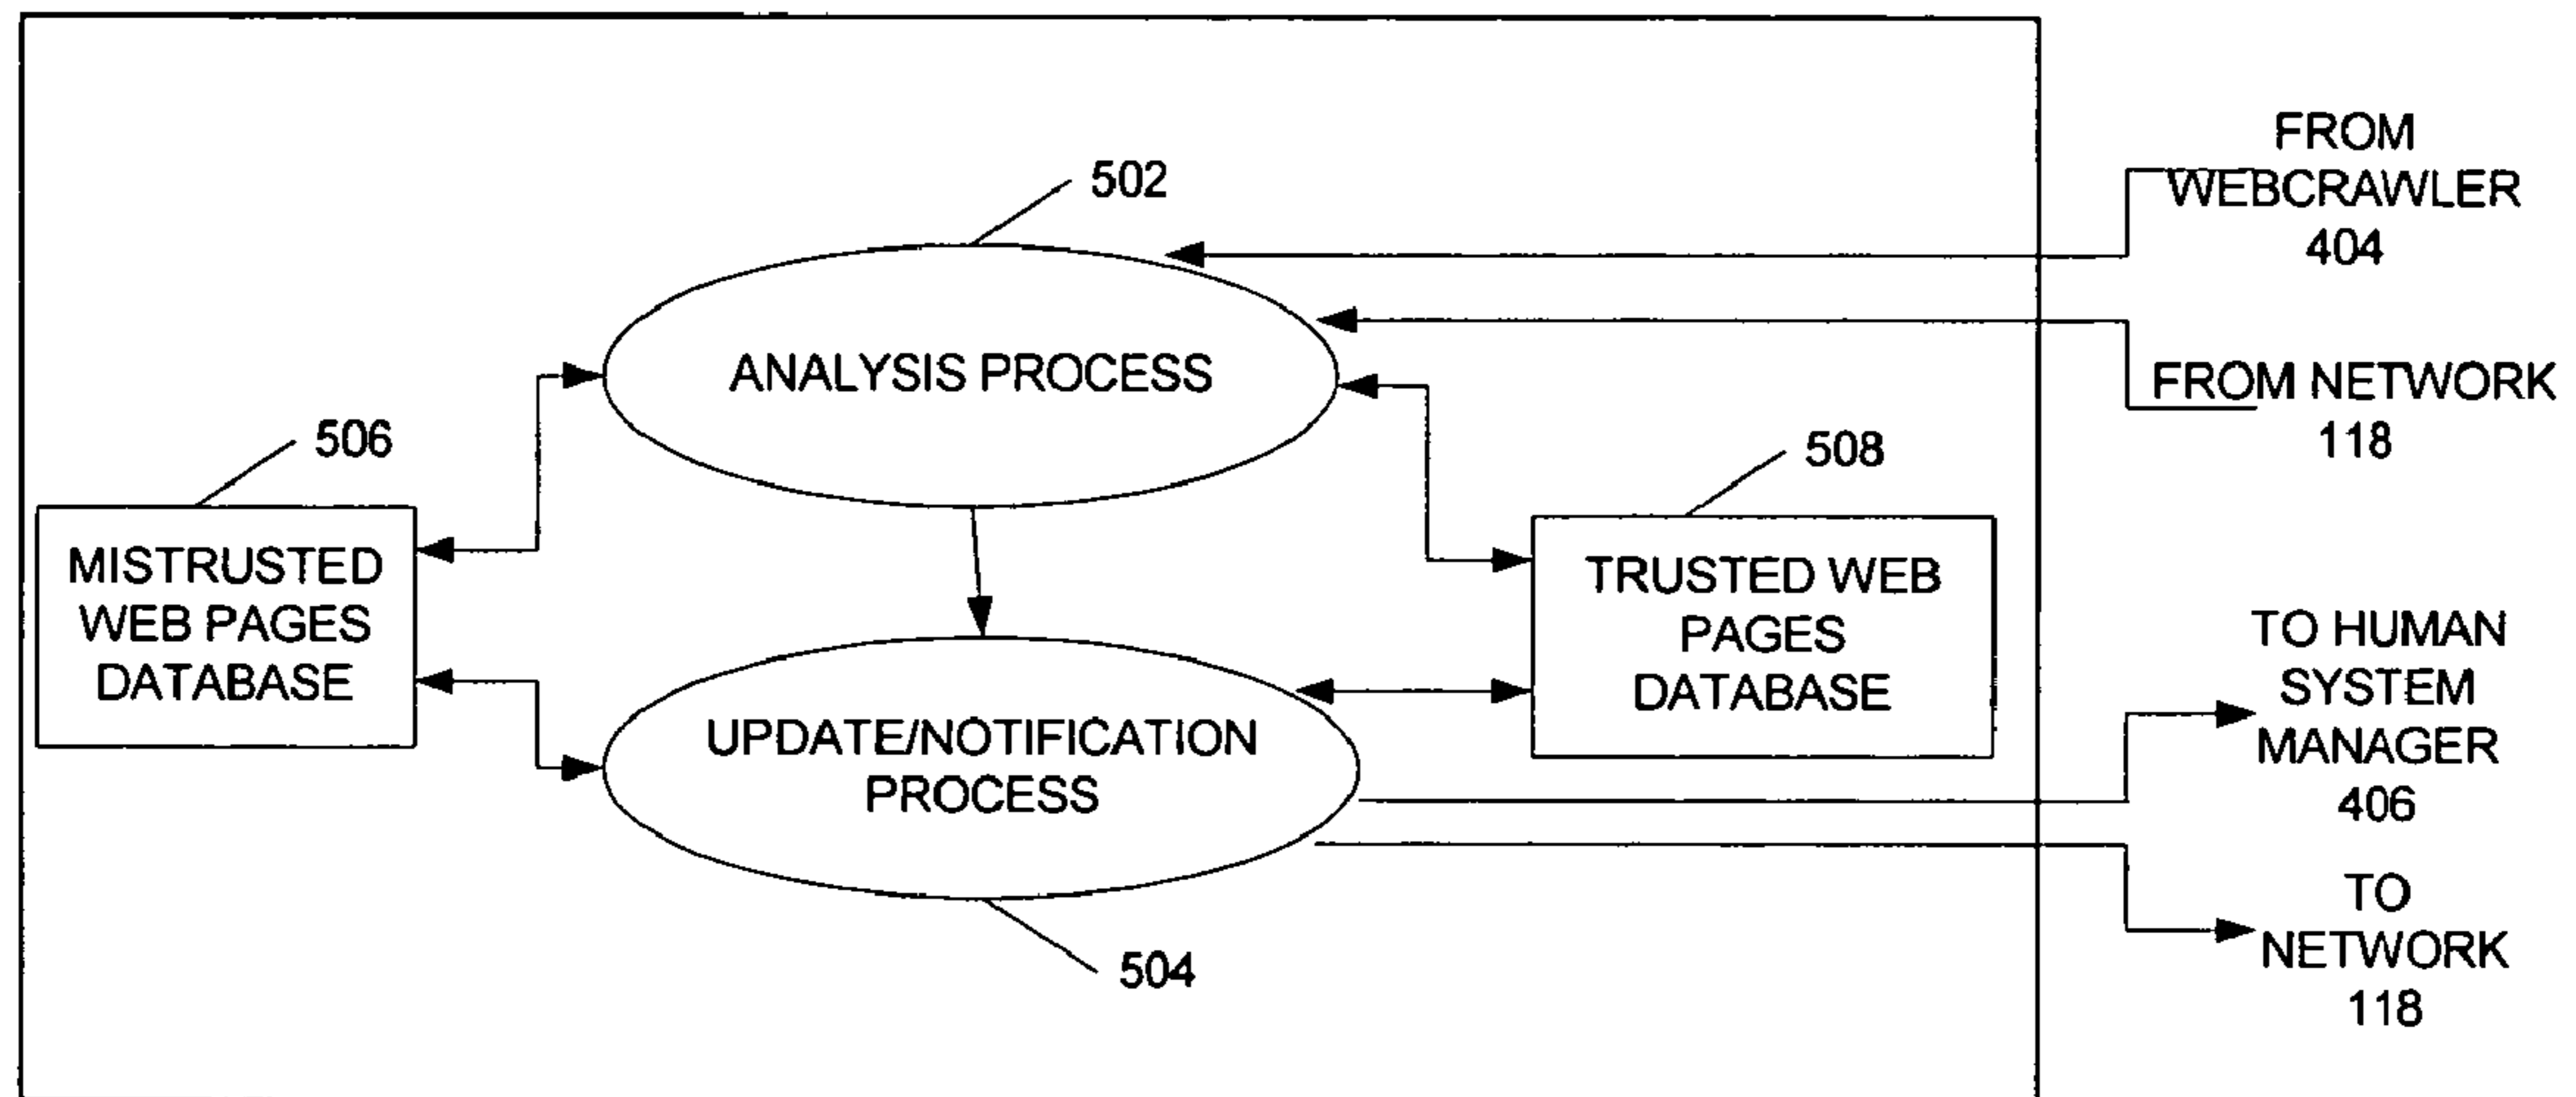 FROM
WEBCRAWLER
404
502
FROM NETWORK
118
ANALYSIS PROCESS
506
508
MISTRUSTED
WEB PAGES
DATABASE
TRUSTED WEB
PAGES
DATABASE
TO HUMAN
SYSTEM
MANAGER
406
UPDATE/NOTIFICATION
PROCESS
TO
NETWORK
118
504